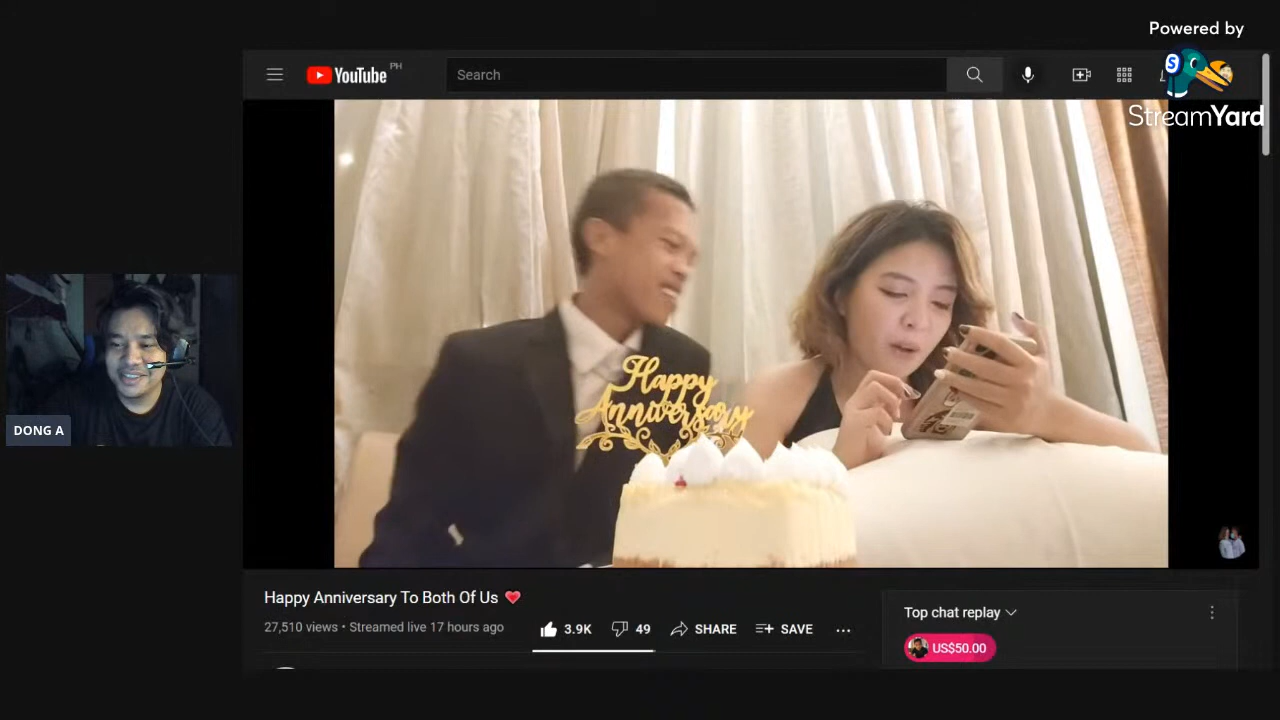 Powered by
StreamYard
YouTube PH
Search
Happy
Anniversary
DONG A
Happy Anniversary To Both Of Us
27,510 views • Streamed live 17 hours ago
3.9K
49
SHARE
SAVE
Top chat replay
US$50.00